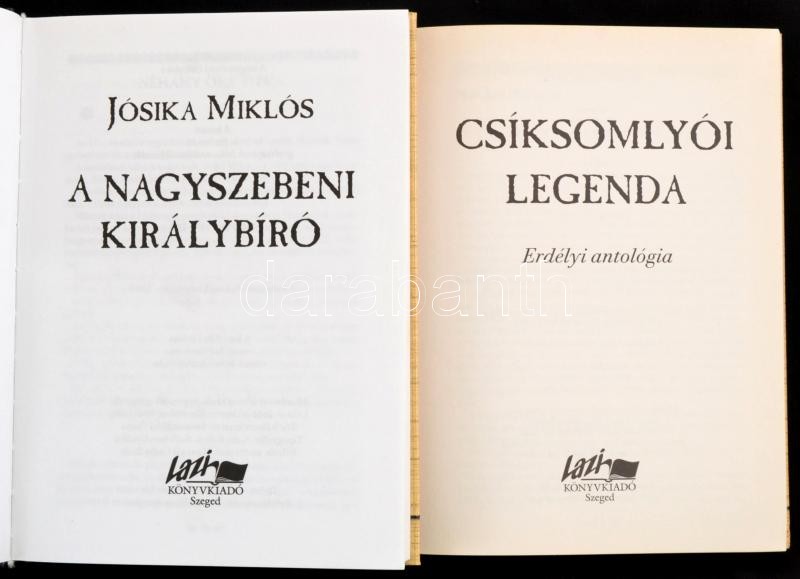 JÓSIKA MIKLÓS
A NAGYSZEBENI
KIRÁLYBÍRÓ
Lazi
KÖNYVKIADÓ
Szeged
CSÍKSOMLYÓI
LEGENDA
Erdélyi antológia
Lazi
KÖNYVKIADÓ
Szeged
darabanth